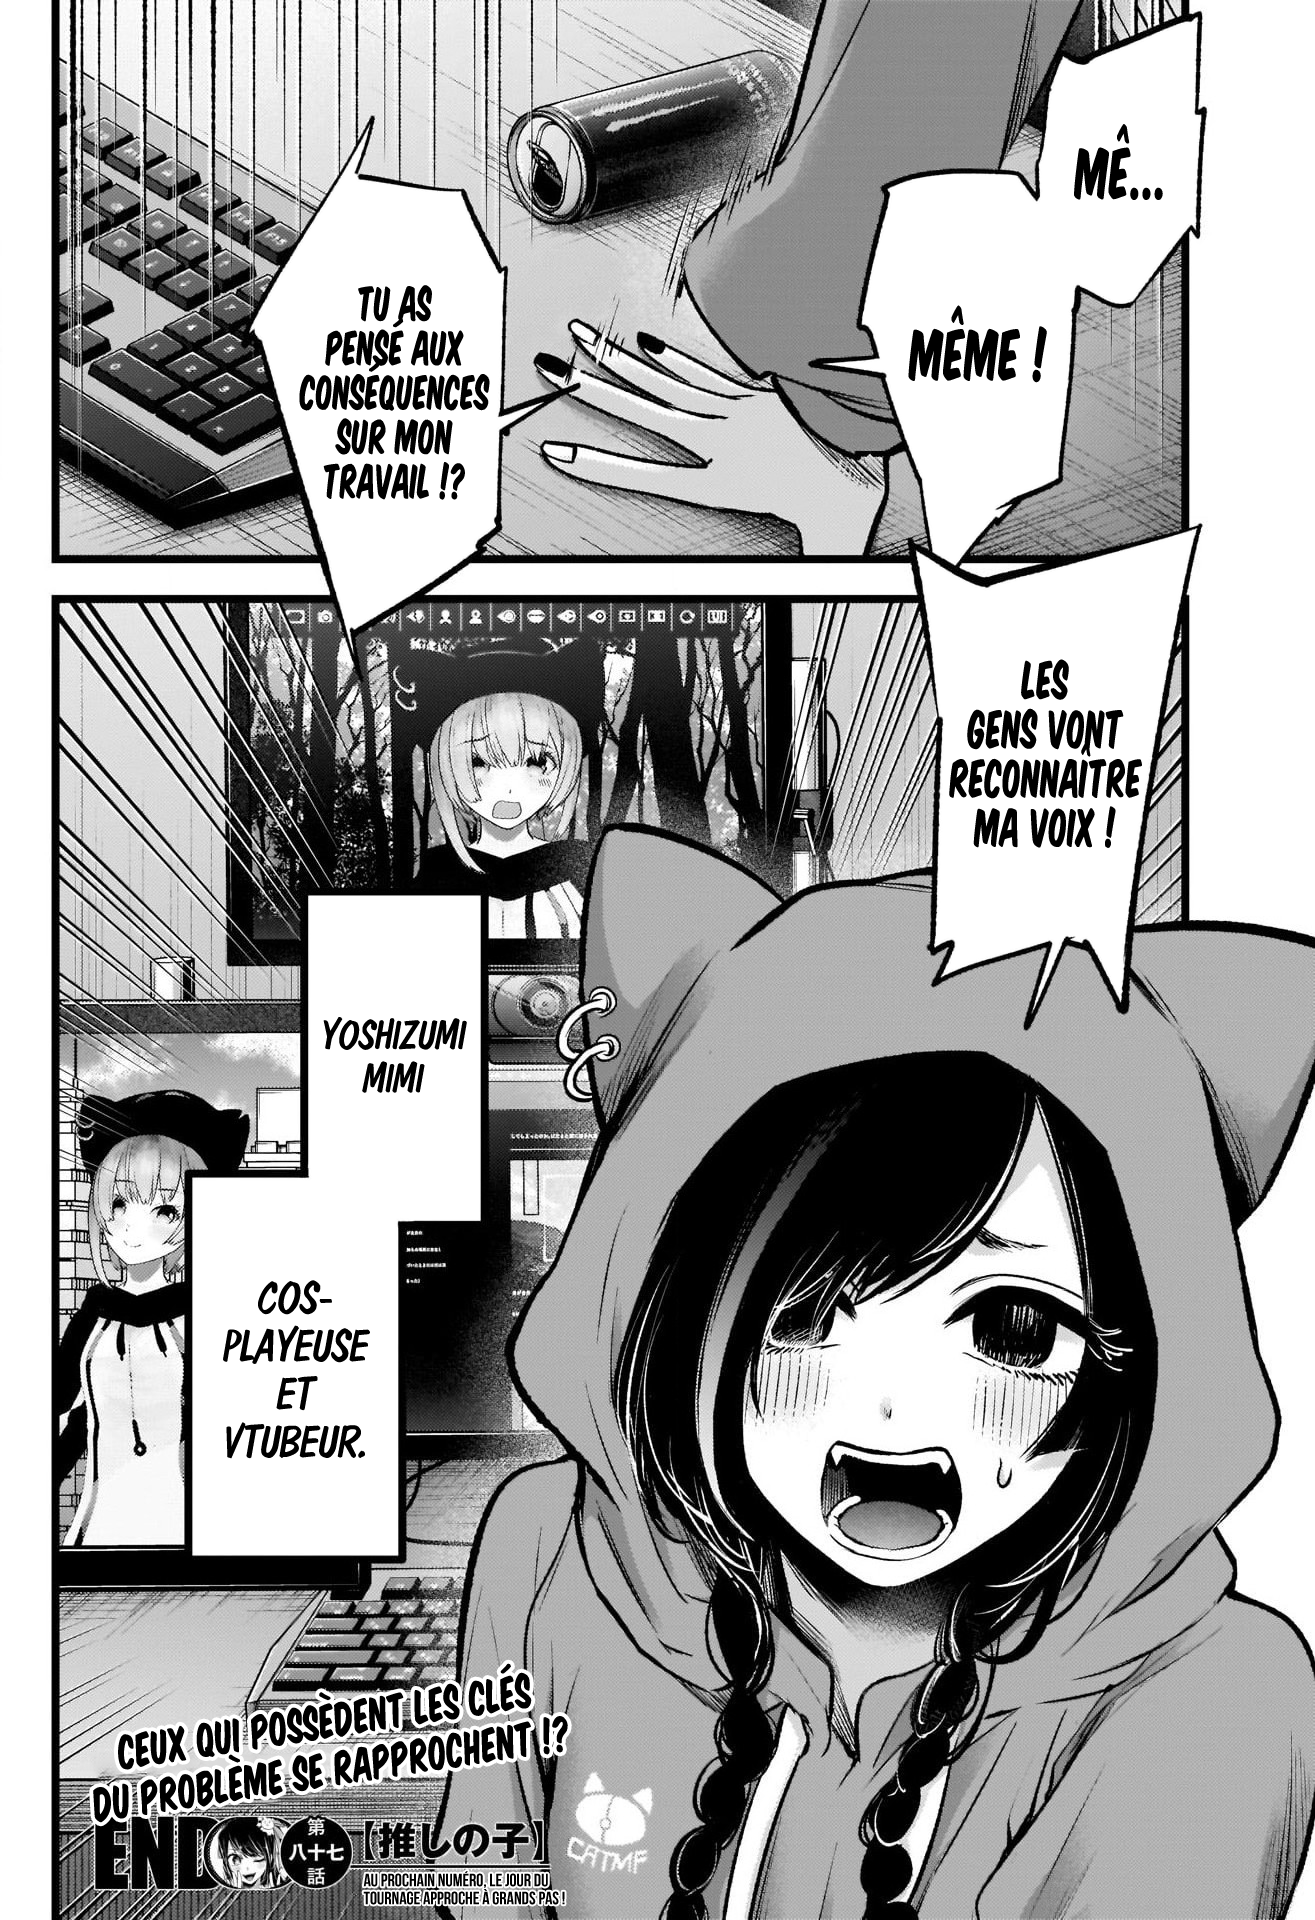 MÊ...
MÊME !
TU AS
PENSÉ AUX
CONSÉQUENCES
SUR MON
TRAVAIL !?
LES
GENS VONT
RECONNAÎTRE
MA VOIX !
YOSHIZUMI
MIMI
COS-
PLAYEUSE
ET
VTUBEUR.
CATMF
CEUX QUI POSSÈDENT LES CLÉS
DU PROBLÈME SE RAPPROCHENT !?
END
第
八十七
話
【推しの子】
AU PROCHAIN NUMÉRO, LE JOUR DU
TOURNAGE APPROCHE À GRANDS PAS !